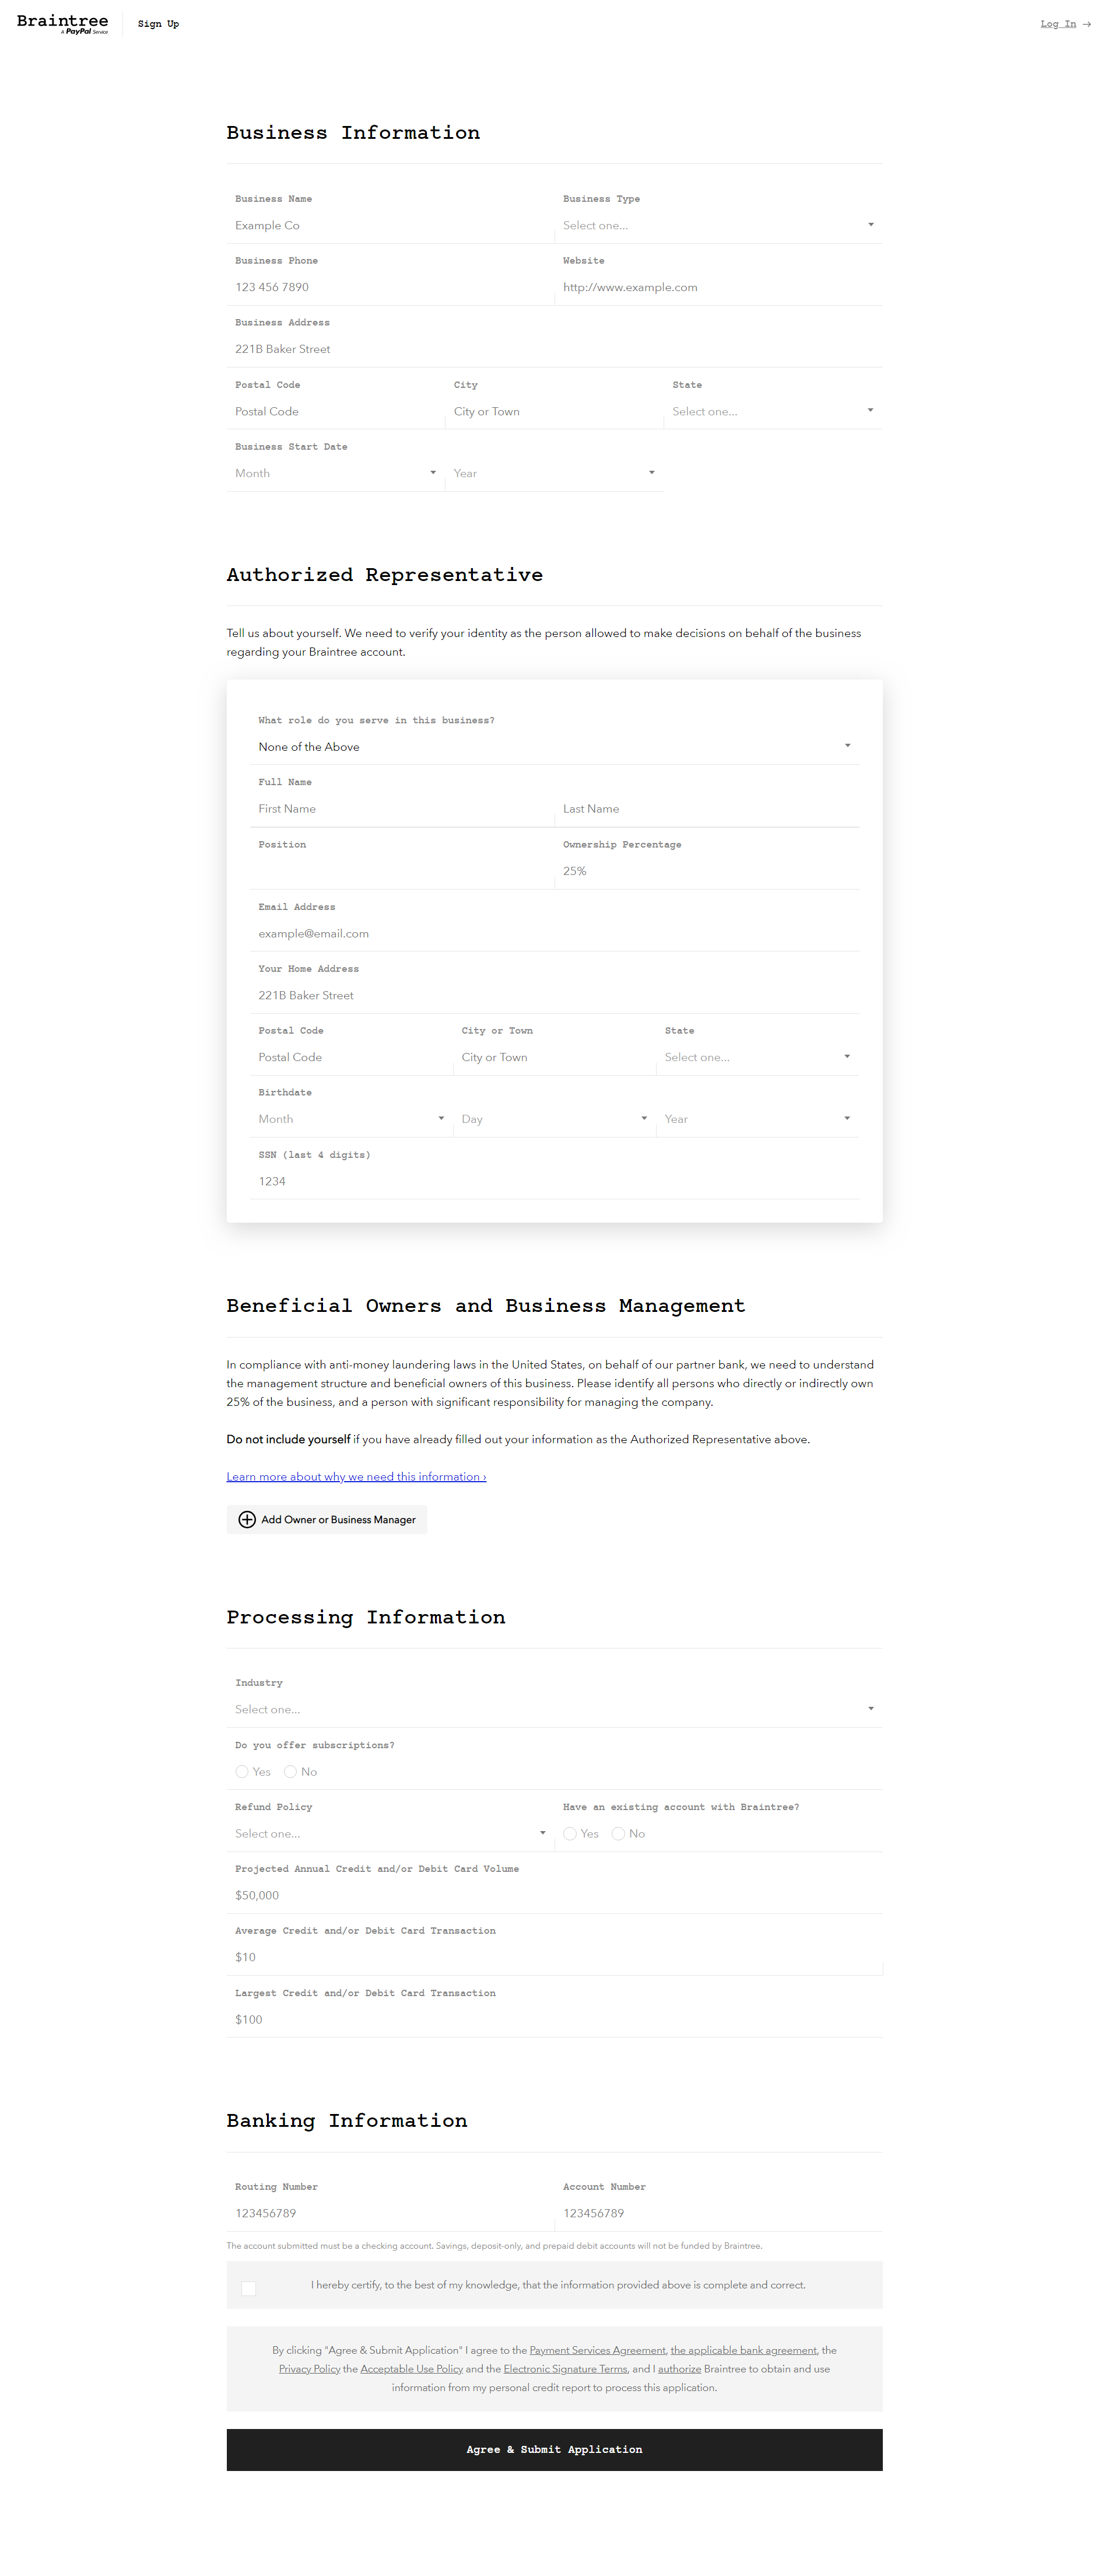 Braintree
A PayPal Service
Sign Up
Log In →
Business Information
Business Name
Business Type
Example Co
Select one...
Business Phone
Website
123 456 7890
http://www.example.com
Business Address
221B Baker Street
Postal Code
City
State
Postal Code
City or Town
Select one...
Business Start Date
Month
Year
Authorized Representative
Tell us about yourself. We need to verify your identity as the person allowed to make decisions on behalf of the business
regarding your Braintree account.
What role do you serve in this business?
None of the Above
Full Name
First Name
Last Name
Position
Ownership Percentage
25%
Email Address
example@email.com
Your Home Address
221B Baker Street
Postal Code
City or Town
State
Postal Code
City or Town
Select one...
Birthdate
Month
Day
Year
SSN (last 4 digits)
1234
Beneficial Owners and Business Management
In compliance with anti-money laundering laws in the United States, on behalf of our partner bank, we need to understand
the management structure and beneficial owners of this business. Please identify all persons who directly or indirectly own
25% of the business, and a person with significant responsibility for managing the company.
Do not include yourself if you have already filled out your information as the Authorized Representative above.
Learn more about why we need this information ›
Add Owner or Business Manager
Processing Information
Industry
Select one...
Do you offer subscriptions?
Yes
No
Refund Policy
Have an existing account with Braintree?
Select one...
Yes
No
Projected Annual Credit and/or Debit Card Volume
$50,000
Average Credit and/or Debit Card Transaction
$10
Largest Credit and/or Debit Card Transaction
$100
Banking Information
Routing Number
Account Number
123456789
123456789
The account submitted must be a checking account. Savings, deposit-only, and prepaid debit accounts will not be funded by Braintree.
I hereby certify, to the best of my knowledge, that the information provided above is complete and correct.
By clicking "Agree & Submit Application" I agree to the Payment Services Agreement, the applicable bank agreement, the
Privacy Policy the Acceptable Use Policy and the Electronic Signature Terms, and I authorize Braintree to obtain and use
information from my personal credit report to process this application.
Agree & Submit Application